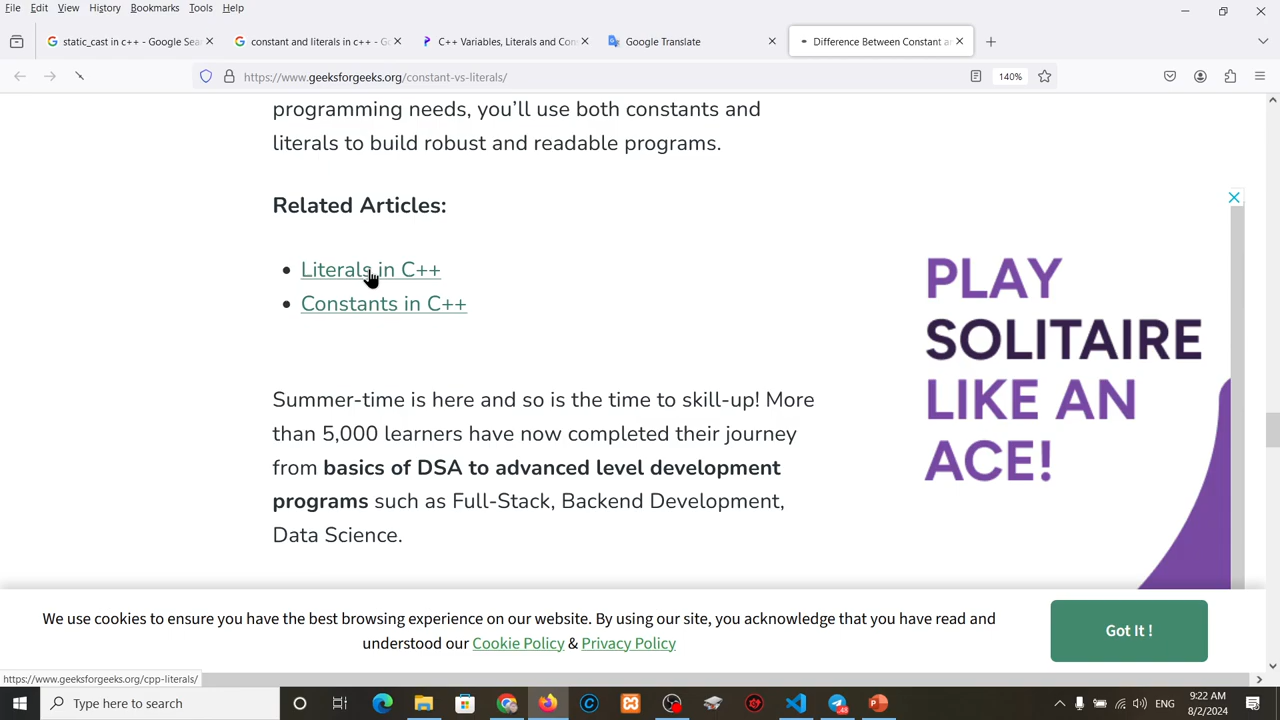 File Edit View History Bookmarks Tools Help
static_cast in c++ - Google Sea
constant and literals in c++ - G
C++ Variables, Literals and Con
Google Translate
Difference Between Constant a
https://www.geeksforgeeks.org/constant-vs-literals/
140%
programming needs, you’ll use both constants and
literals to build robust and readable programs.
Related Articles:
Literals in C++
Constants in C++
Summer-time is here and so is the time to skill-up! More
than 5,000 learners have now completed their journey
from basics of DSA to advanced level development
programs such as Full-Stack, Backend Development,
Data Science.
PLAY
SOLITAIRE
LIKE AN
ACE!
We use cookies to ensure you have the best browsing experience on our website. By using our site, you acknowledge that you have read and
understood our Cookie Policy & Privacy Policy
Got It !
https://www.geeksforgeeks.org/cpp-literals/
Type here to search
ENG
9:22 AM
8/2/2024